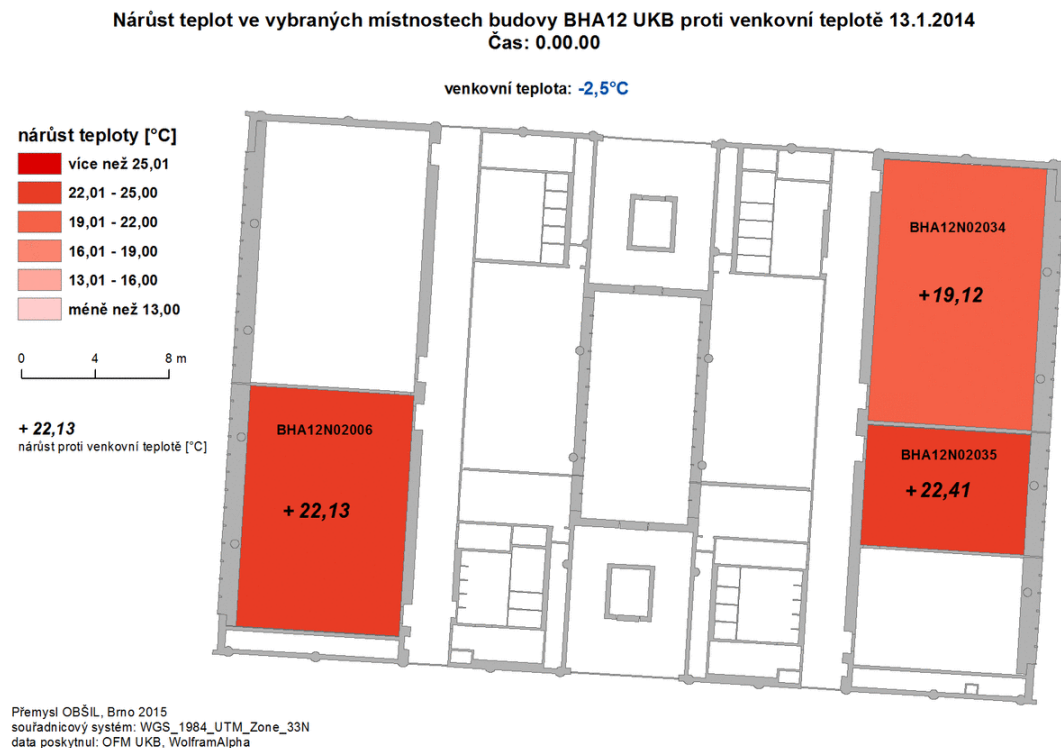 Nárůst teplot ve vybraných místnostech budovy BHA12 UKB proti venkovní teplotě 13.1.2014
Čas: 0.00.00
venkovní teplota: -2,5°C
nárůst teploty [°C]
více než 25,01
22,01 - 25,00
19,01 - 22,00
16,01 - 19,00
13,01 - 16,00
méně než 13,00
0 4 8 m
+ 22,13
nárůst proti venkovní teplotě [°C]
BHA12N02006
+ 22,13
BHA12N02034
+19,12
BHA12N02035
+ 22,41
Přemysl OBŠIL, Brno 2015
souřadnicový systém: WGS_1984_UTM_Zone_33N
data poskytnul: OFM UKB, WolframAlpha